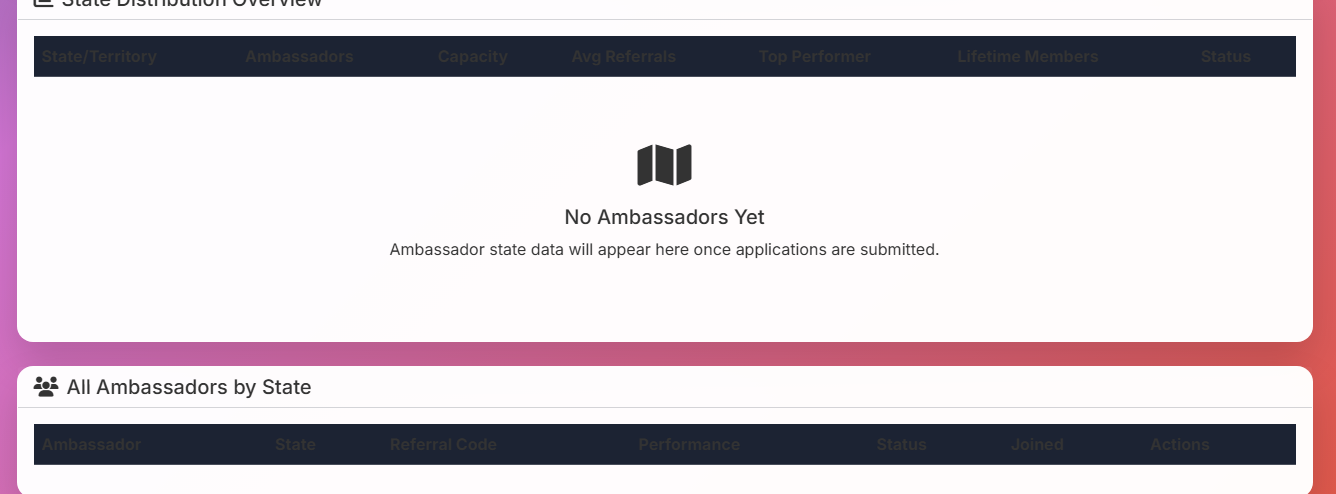 State Distribution Overview
State/Territory Ambassadors Capacity Avg Referrals Top Performer Lifetime Members Status
No Ambassadors Yet
Ambassador state data will appear here once applications are submitted.
All Ambassadors by State
Ambassador State Referral Code Performance Status Joined Actions